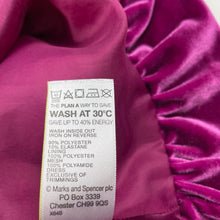 THE PLAN A WAY TO WASH
WASH AT 30°C
SAVE UP TO 40% ENERGY
WASH INSIDE OUT
IRON ON REVERSE
90% POLYESTER
10% ELASTANE
LINING
100% POLYESTER
MESH
100% POLYAMIDE
DRESS
EXCLUSIVE OF
TRIMMINGS
© Marks and Spencer plc
PO Box 3339
Chester CH99 9QS